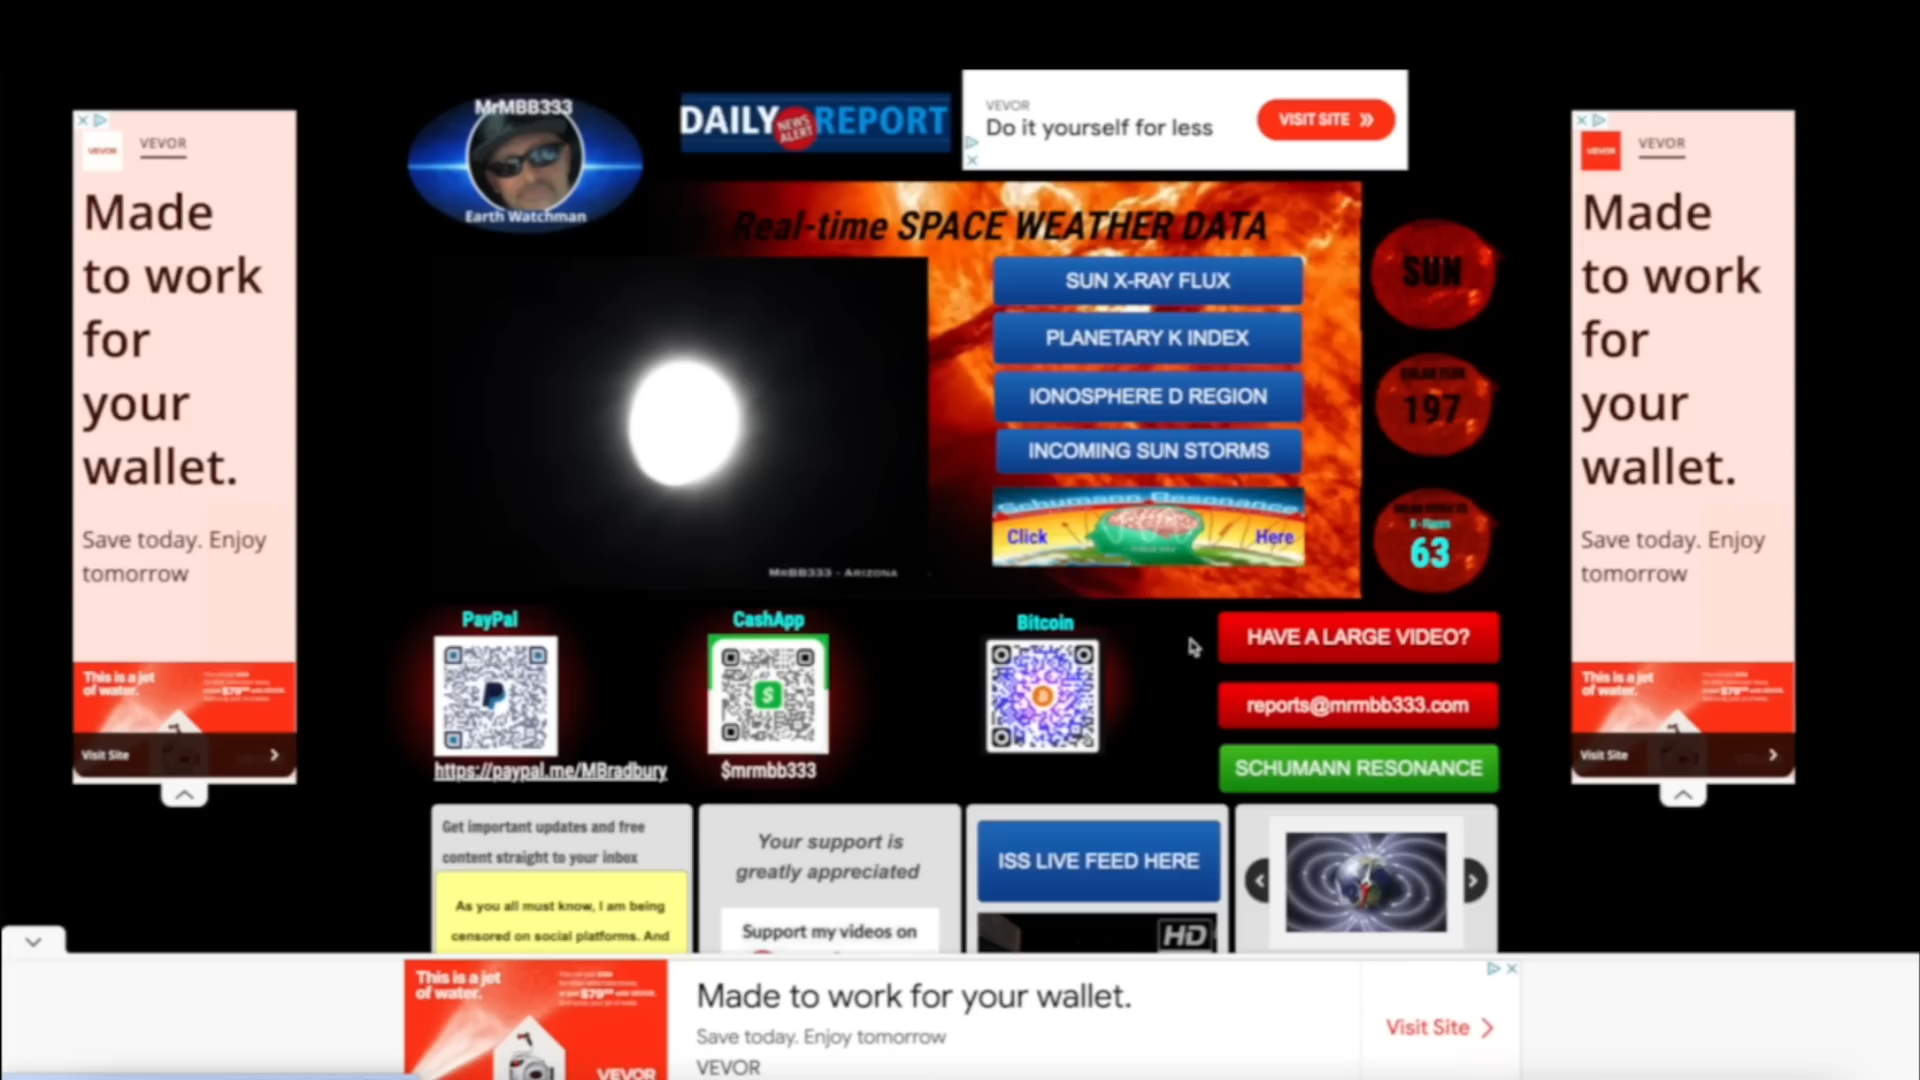 MrMBB333
Earth Watchman
DAILY REPORT
NEWS
ALERT
VEVOR
Do it yourself for less
VISIT SITE
VEVOR
VEVOR
Made
to work
for
your
wallet.
Save today. Enjoy
tomorrow
This is a jet
of water.
Visit Site
Real-time SPACE WEATHER DATA
SUN X-RAY FLUX
PLANETARY K INDEX
IONOSPHERE D REGION
INCOMING SUN STORMS
Schumann Resonance
Click
Here
MrBB333 - Arizona
SUN
197
X-Rays
63
VEVOR
VEVOR
Made
to work
for
your
wallet.
Save today. Enjoy
tomorrow
This is a jet
of water.
Visit Site
PayPal
https://paypal.me/MBradbury
CashApp
$mrmbb333
Bitcoin
HAVE A LARGE VIDEO?
reports@mrmbb333.com
SCHUMANN RESONANCE
Get important updates and free
content straight to your inbox
As you all must know, I am being
censored on social platforms. And
Your support is
greatly appreciated
Support my videos on
ISS LIVE FEED HERE
HD
This is a jet
of water.
$79
VEVOR
Made to work for your wallet.
Save today. Enjoy tomorrow
VEVOR
Visit Site